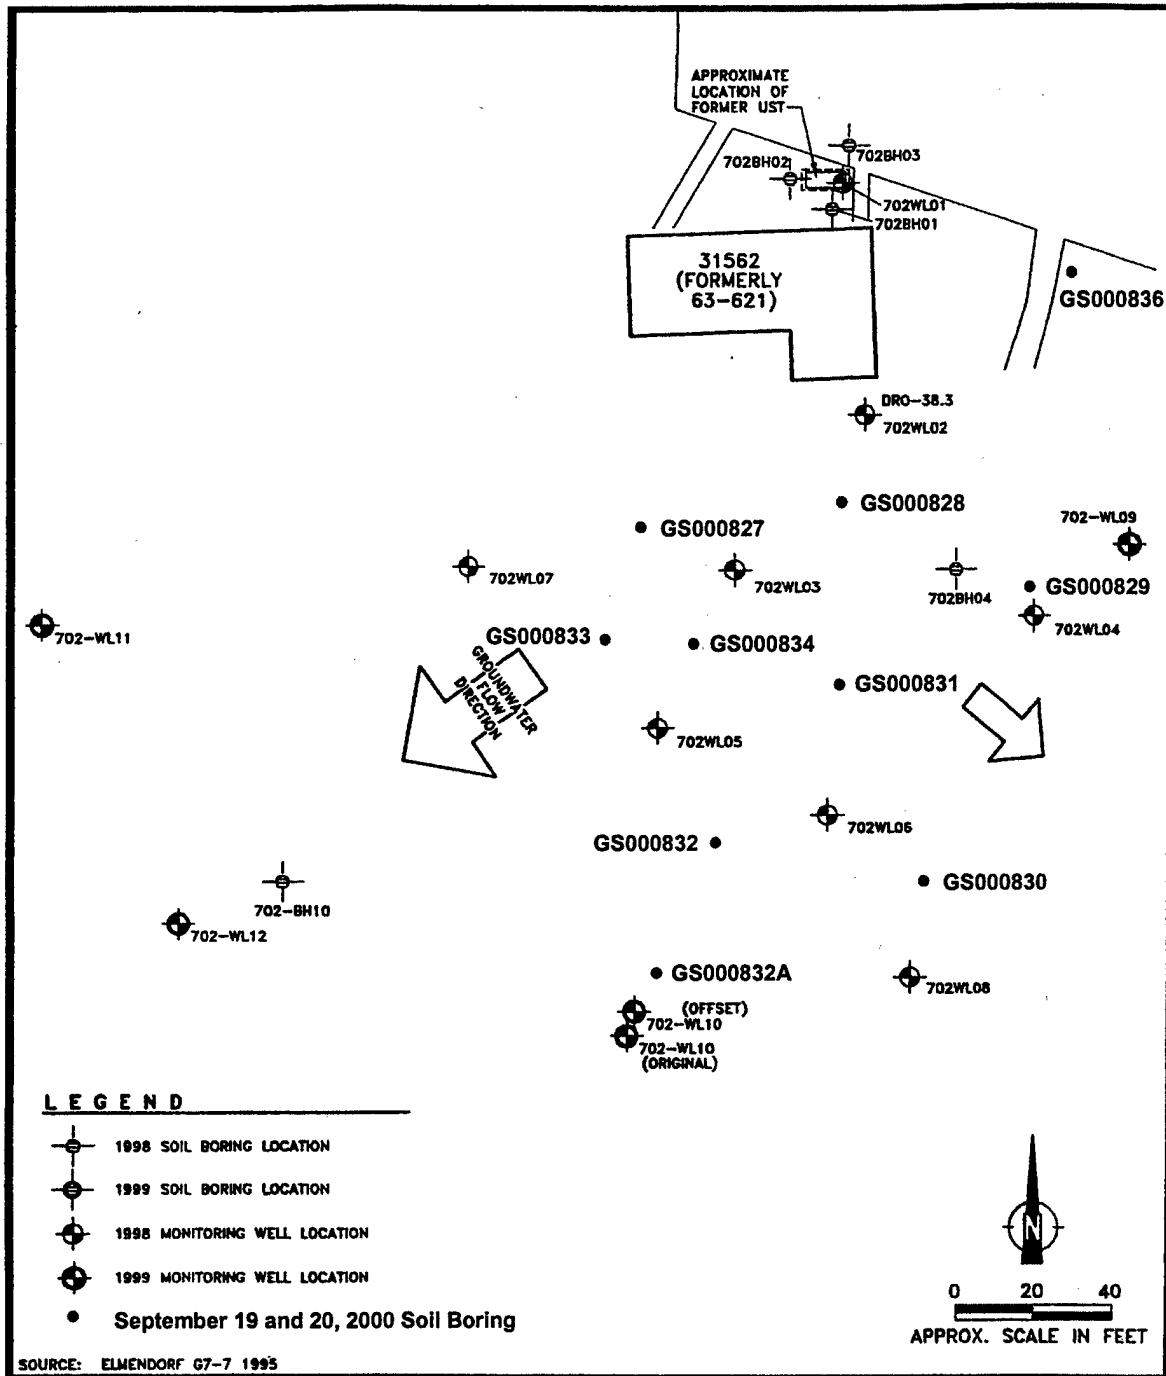 APPROXIMATE
LOCATION OF
FORMER UST
702BH03
702BH02
702WL01
702BH01
31562
(FORMERLY
63-621)
GS000836
DRO-38.3
702WL02
GS000828
GS000827
702-WL09
702WL07
702WL03
702BH04
GS000829
702WL04
702-WL11
GS000833
GS000834
GROUNDWATER
FLOW
DIRECTION
GS000831
702WL05
702WL06
GS000832
GS000830
702-BH10
702-WL12
GS000832A
702WL08
(OFFSET)
702-WL10
702-WL10
(ORIGINAL)
LEGEND
1998 SOIL BORING LOCATION
1999 SOIL BORING LOCATION
1998 MONITORING WELL LOCATION
1999 MONITORING WELL LOCATION
September 19 and 20, 2000 Soil Boring
N
0 20 40
APPROX. SCALE IN FEET
SOURCE: ELMENDORF G7-7 1995